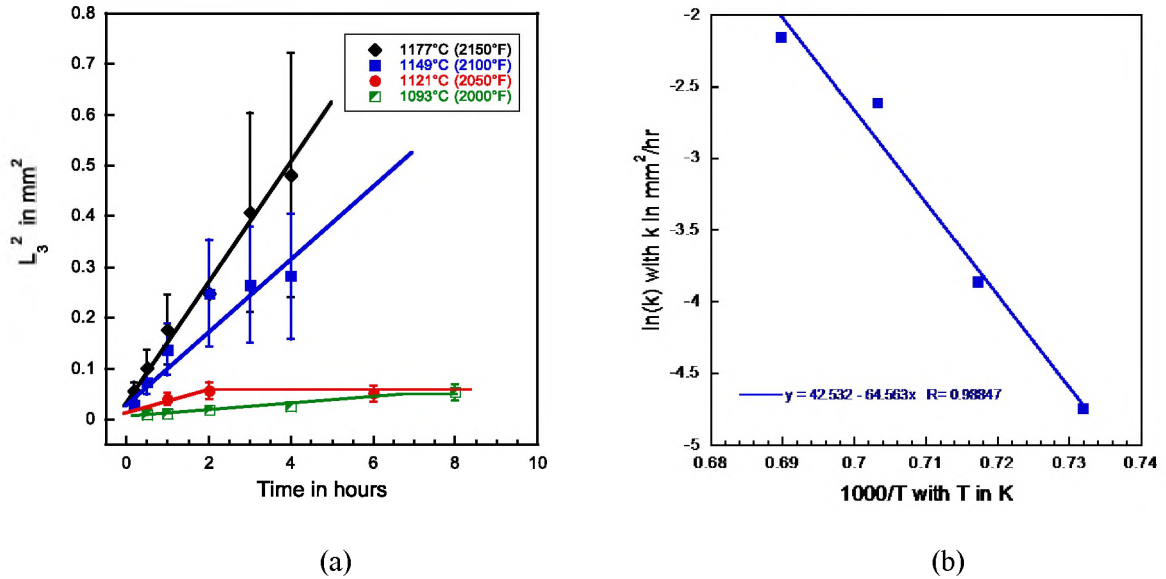 0.8
0.7
0.6
0.5
0.4
0.3
0.2
0.1
0
L₃² in mm²
1177°C (2150°F)
1149°C (2100°F)
1121°C (2050°F)
1093°C (2000°F)
0 2 4 6 8 10
Time in hours
(a)
-2
-2.5
-3
-3.5
-4
-4.5
-5
ln(k) with k in mm²/hr
y = 42.532 - 64.563x R= 0.98847
0.68 0.69 0.7 0.71 0.72 0.73 0.74
1000/T with T in K
(b)